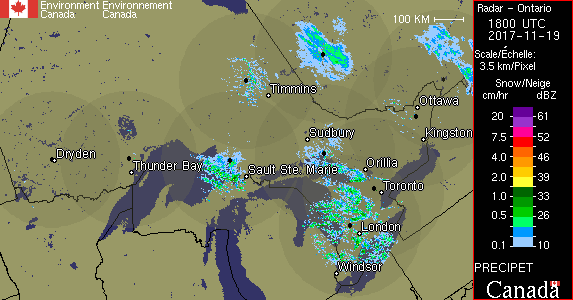 Environment Environnement
Canada Canada
100 KM
Timmins
Ottawa
Sudbury
Kingston
Dryden
Thunder Bay
Sault Ste. Marie
Orillia
Toronto
London
Windsor
Radar - Ontario
1800 UTC
2017-11-19
Scale/Échelle:
3.5 km/Pixel
Snow/Neige
cm/hr dBZ
20 61
7.5 52
4.0 46
2.0 39
1.0 33
0.5 26
0.1 10
PRECIPET
Canada